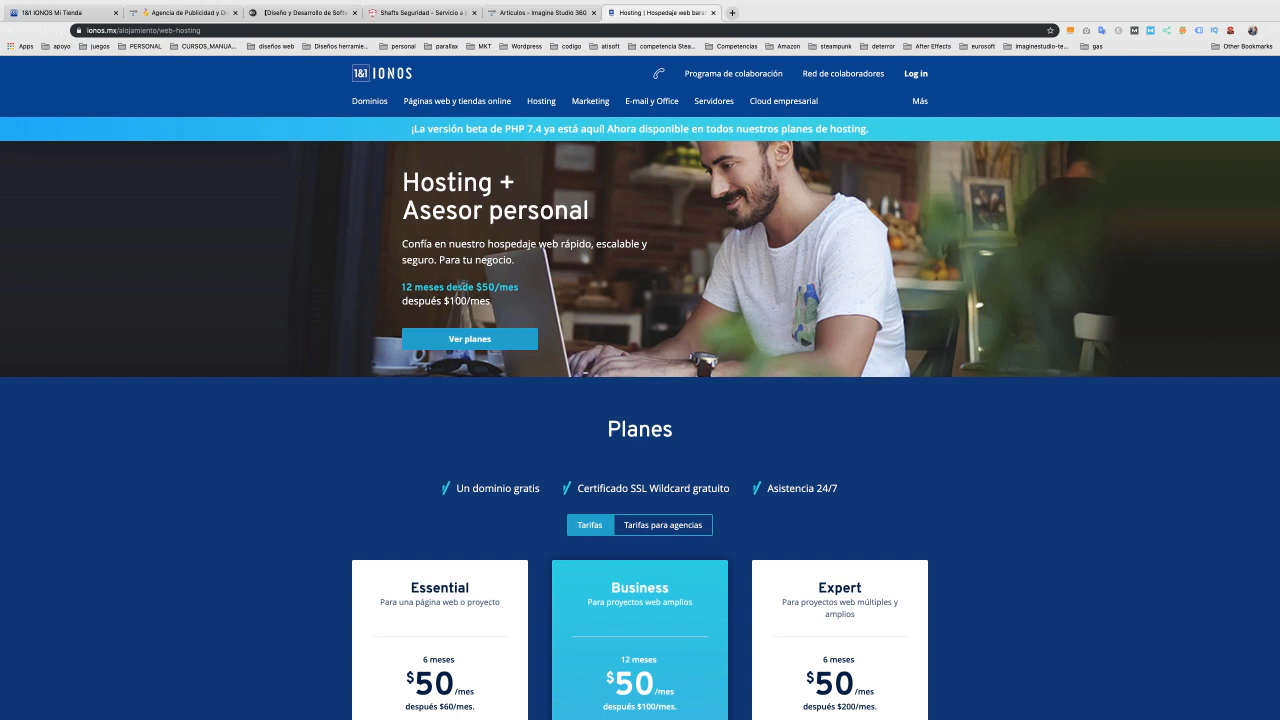 1&1 IONOS Mi Tienda
Agencia de Publicidad y Di
[Diseño y Desarrollo de Softw
Shafts Seguridad - Servicio a
Artículos - Imagine Studio 360
Hosting | Hospedaje web bara
ionos.mx/alojamiento/web-hosting
Apps
apoyo
juegos
PERSONAL
CURSOS_MANUA...
diseños web
Diseños herramie...
personal
parallax
MKT
Wordpress
codigo
atisoft
competencia Stea...
Competencias
Amazon
steampunk
deterror
After Effects
eurosoft
imaginestudio-te...
gas
Other Bookmarks
1&1 IONOS
Programa de colaboración
Red de colaboradores
Log in
Dominios
Páginas web y tiendas online
Hosting
Marketing
E-mail y Office
Servidores
Cloud empresarial
Más
¡La versión beta de PHP 7.4 ya está aquí! Ahora disponible en todos nuestros planes de hosting.
Hosting +
Asesor personal
Confía en nuestro hospedaje web rápido, escalable y
seguro. Para tu negocio.
12 meses desde $50/mes
después $100/mes
Ver planes
Planes
Un dominio gratis
Certificado SSL Wildcard gratuito
Asistencia 24/7
Tarifas
Tarifas para agencias
Essential
Para una página web o proyecto
6 meses
$50/mes
después $60/mes.
Business
Para proyectos web amplios
12 meses
$50/mes
después $100/mes.
Expert
Para proyectos web múltiples y
amplios
6 meses
$50/mes
después $200/mes.